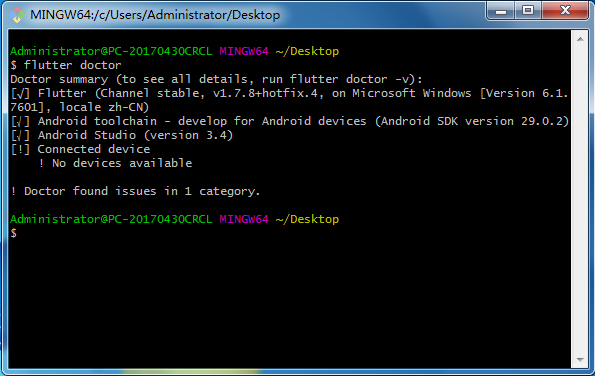 MINGW64:/c/Users/Administrator/Desktop
Administrator@PC-20170430CRCL MINGW64 ~/Desktop
$ flutter doctor
Doctor summary (to see all details, run flutter doctor -v):
[√] Flutter (Channel stable, v1.7.8+hotfix.4, on Microsoft Windows [Version 6.1.
7601], locale zh-CN)
[√] Android toolchain - develop for Android devices (Android SDK version 29.0.2)
[√] Android Studio (version 3.4)
[!] Connected device
    ! No devices available
! Doctor found issues in 1 category.
Administrator@PC-20170430CRCL MINGW64 ~/Desktop
$